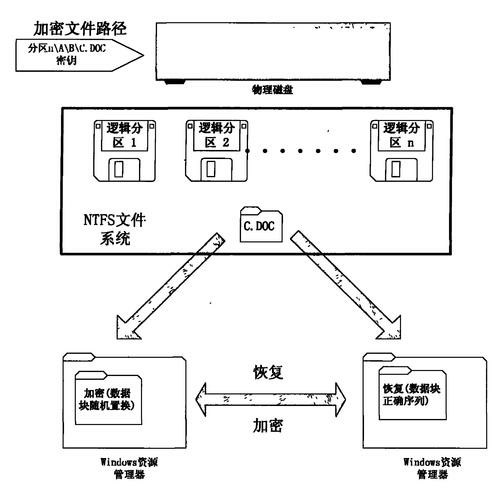 加密文件路径
分区n\A\B\C.DOC
密钥
物理磁盘
逻辑分
区 1
逻辑分
区 2
逻辑分
区 n
NTFS文件
系统
C.DOC
恢复
加密
加密(数据
块随机置换)
恢复(数据块
正确序列)
Windows资源
管理器
Windows资源
管理器